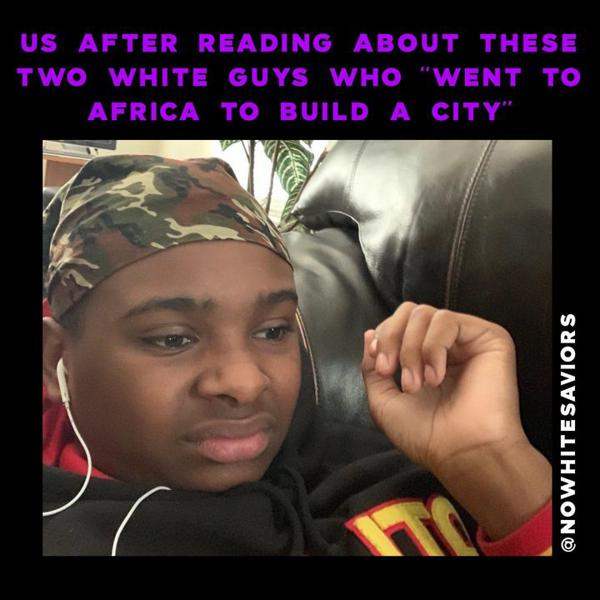 US AFTER READING ABOUT THESE
TWO WHITE GUYS WHO “WENT TO
AFRICA TO BUILD A CITY”
@NOWHITESAVIORS